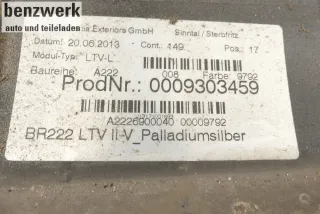 benzwerk
auto und teileladen
Exteriors GmbH Sinntal / Sterbfritz
Datum: 20.06.2013 - Cont.: 149 Pos.: 17
Modul-Typ: LTV-L
Baureihe: A222 008 Farbe: 9792
ProdNr.: 0009303459
A2226900040 00009792
BR222 LTV II-V_Palladiumsilber